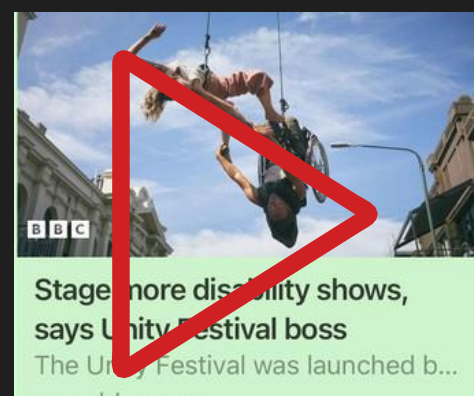 BBC
Stage more disability shows,
says Unity Festival boss
The Unity Festival was launched b...